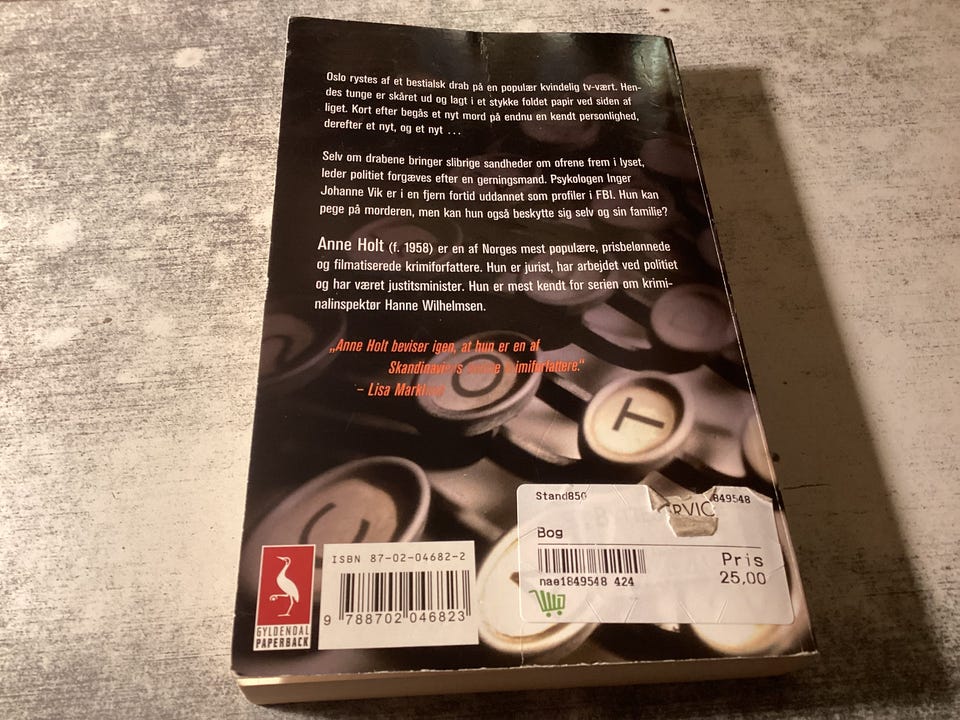 Oslo rystes af et bestialsk drab på en populær kvindelig tv-vært. Hen-
des tunge er skåret ud og lagt i et stykke foldet papir ved siden af
liget. Kort efter begås et nyt mord på endnu en kendt personlighed,
derefter et nyt, og et nyt ...
Selv om drabene bringer slibrige sandheder om ofrene frem i lyset,
leder politiet forgæves efter en gerningsmand. Psykologen Inger
Johanne Vik er i en fjern fortid uddannet som profiler i FBI. Hun kan
pege på morderen, men kan hun også beskytte sig selv og sin familie?
Anne Holt (f. 1958) er en af Norges mest populære, prisbelønnede
og filmatiserede krimiforfattere. Hun er jurist, har arbejdet ved politiet
og har været justitsminister. Hun er mest kendt for serien om krimi-
nalinspektør Hanne Wilhelmsen.
„Anne Holt beviser igen, at hun er en af
krimiforfattere."
– Lisa
O
T
Stand850
849548
RVIC
Bog
Pris
25,00
nae1849548 424
ISBN 87-02-04682-2
9 788702 046823
GYLDENDAL
PAPERBACK